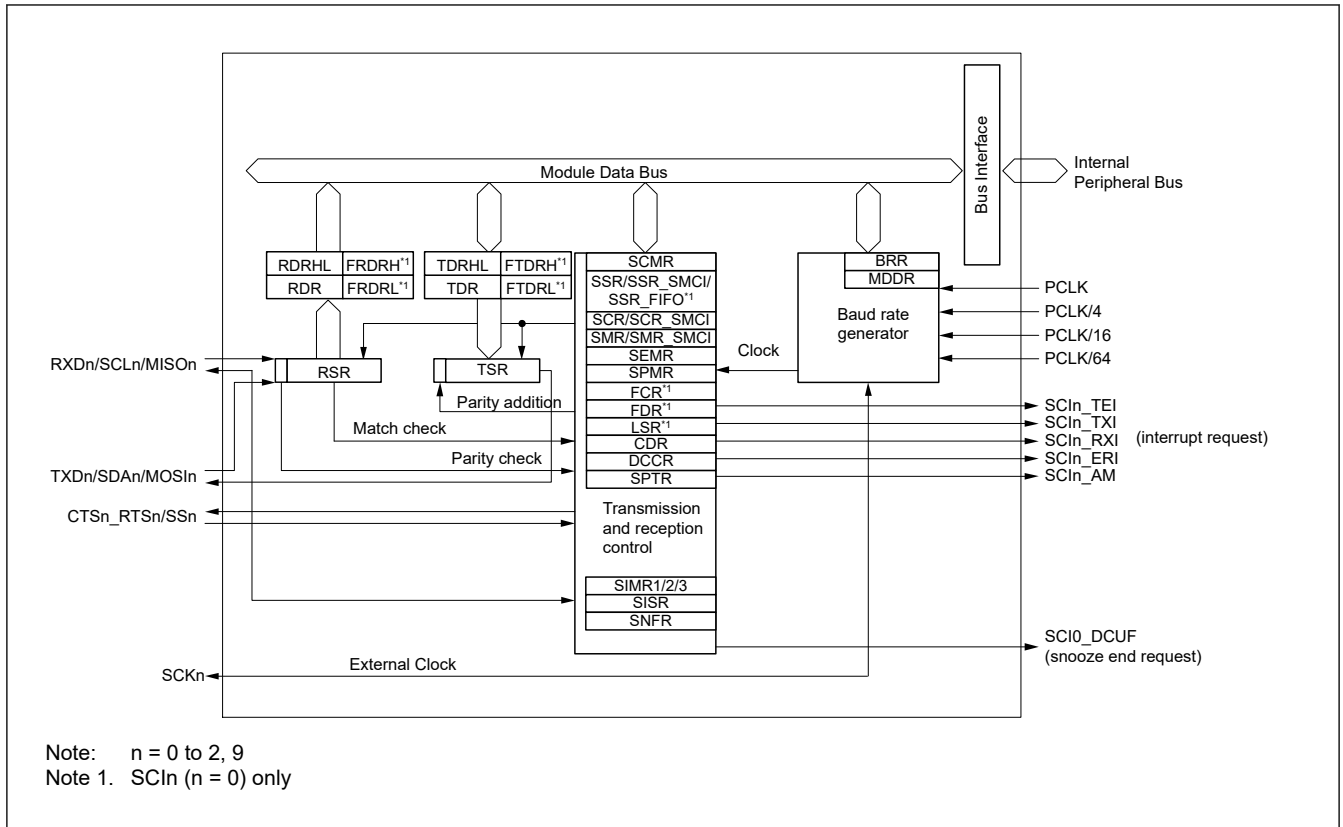 Bus Interface
Module Data Bus
Internal
Peripheral Bus
RDRHL FRDRH*1
RDR FRDRL*1
TDRHL FTDRH*1
TDR FTDRL*1
SCMR
SSR/SSR_SMCI/
SSR_FIFO*1
SCR/SCR_SMCI
SMR/SMR_SMCI
SEMR
SPMR
FCR*1
FDR*1
LSR*1
CDR
DCCR
SPTR
Transmission
and reception
control
SIMR1/2/3
SISR
SNFR
BRR
MDDR
Baud rate
generator
PCLK
PCLK/4
PCLK/16
PCLK/64
Clock
RXDn/SCLn/MISOn
RSR
TSR
Parity addition
Match check
Parity check
TXDn/SDAn/MOSIn
CTSn_RTSn/SSn
SCIn_TEI
SCIn_TXI
SCIn_RXI (interrupt request)
SCIn_ERI
SCIn_AM
SCI0_DCUF
(snooze end request)
External Clock
SCKn
Note: n = 0 to 2, 9
Note 1. SCIn (n = 0) only